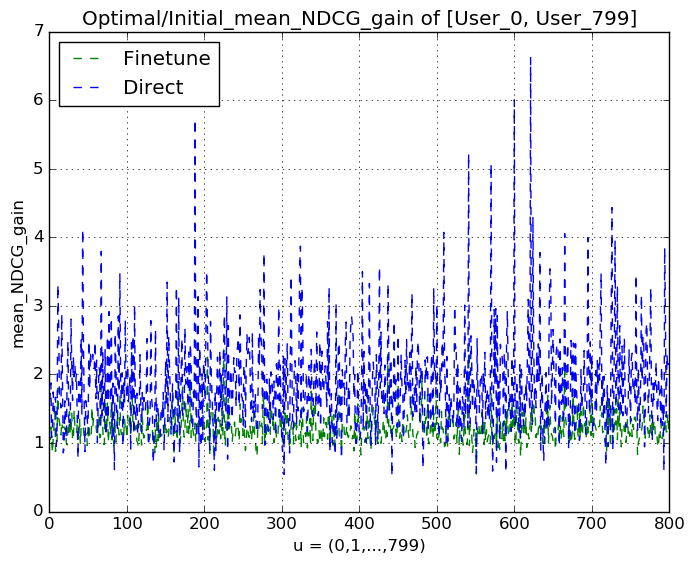 Optimal/Initial_mean_NDCG_gain of [User_0, User_799]
7
6
5
4
3
2
1
0
mean_NDCG_gain
Finetune
Direct
0 100 200 300 400 500 600 700 800
u = (0,1,...,799)